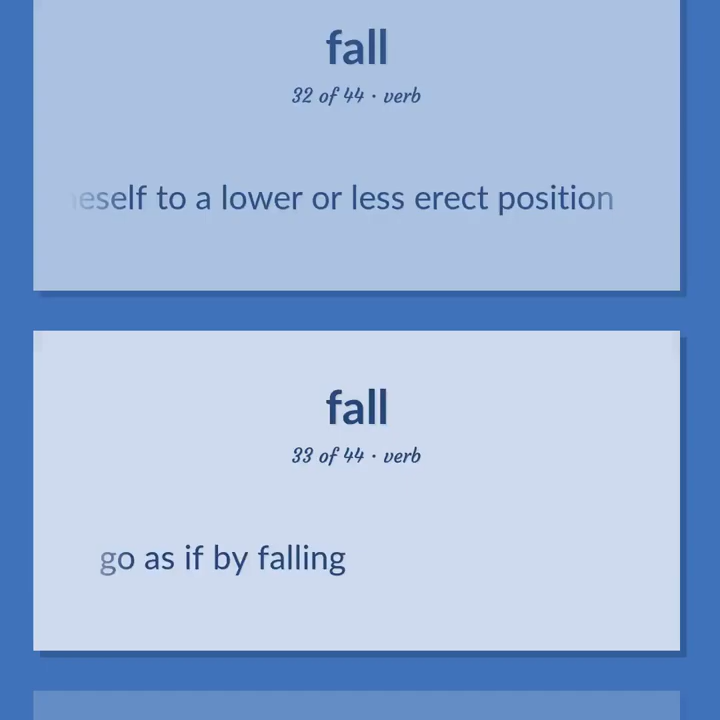 fall
32 of 44 · verb
to a lower or less erect position
fall
33 of 44 · verb
go as if by falling